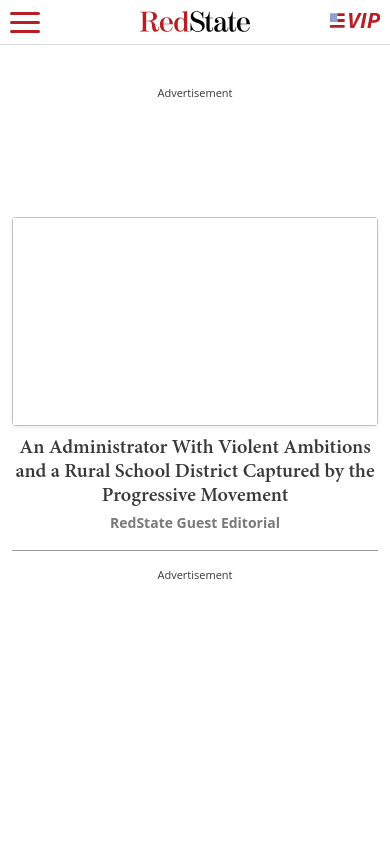 RedState
VIP
Advertisement
An Administrator With Violent Ambitions
and a Rural School District Captured by the
Progressive Movement
RedState Guest Editorial
Advertisement